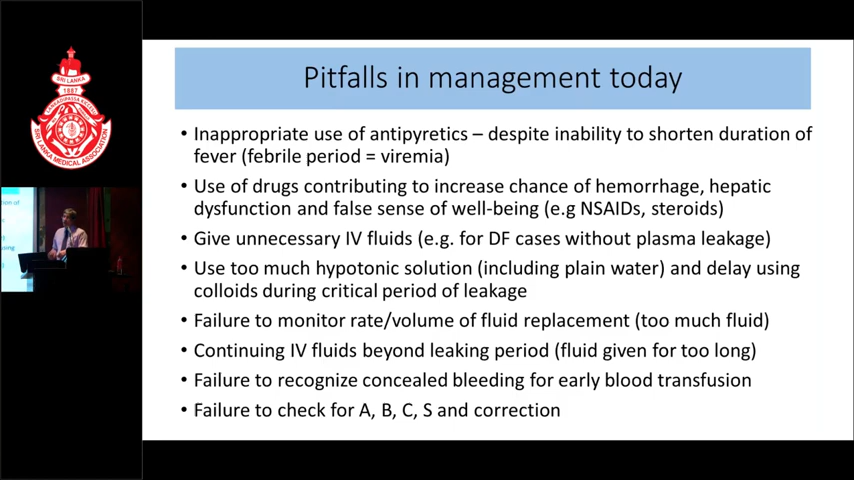 SRI LANKA
1887
SRI LANKA MEDICAL ASSOCIATION
Pitfalls in management today
• Inappropriate use of antipyretics – despite inability to shorten duration of
fever (febrile period = viremia)
• Use of drugs contributing to increase chance of hemorrhage, hepatic
dysfunction and false sense of well-being (e.g NSAIDs, steroids)
• Give unnecessary IV fluids (e.g. for DF cases without plasma leakage)
• Use too much hypotonic solution (including plain water) and delay using
colloids during critical period of leakage
• Failure to monitor rate/volume of fluid replacement (too much fluid)
• Continuing IV fluids beyond leaking period (fluid given for too long)
• Failure to recognize concealed bleeding for early blood transfusion
• Failure to check for A, B, C, S and correction